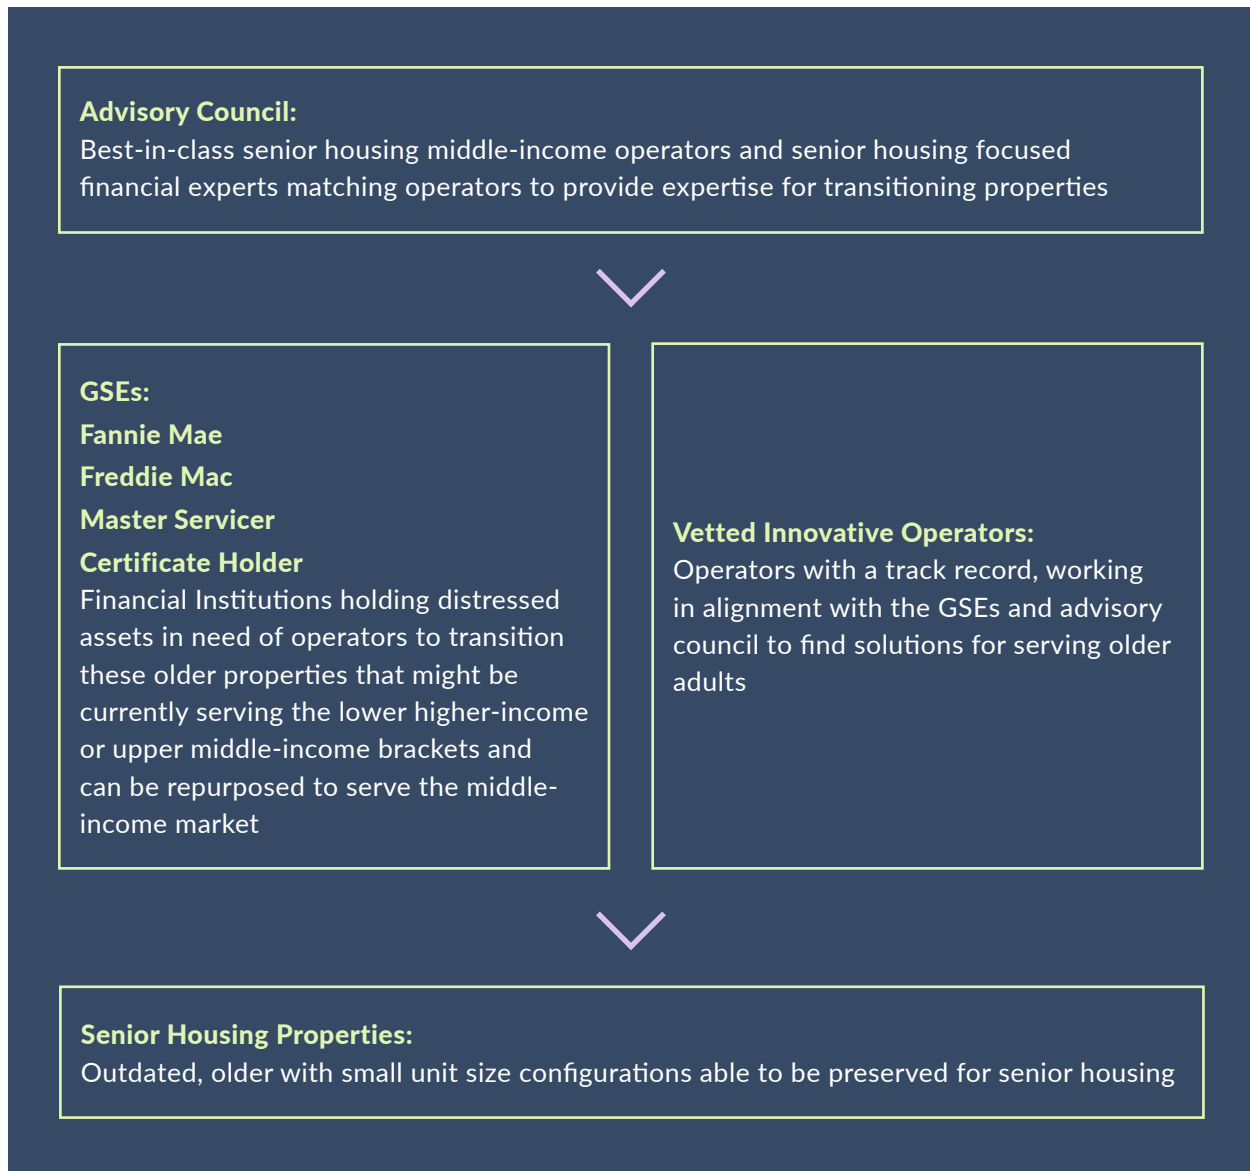 Advisory Council:
Best-in-class senior housing middle-income operators and senior housing focused
financial experts matching operators to provide expertise for transitioning properties
GSEs:
Fannie Mae
Freddie Mac
Master Servicer
Certificate Holder
Financial Institutions holding distressed
assets in need of operators to transition
these older properties that might be
currently serving the lower higher-income
or upper middle-income brackets and
can be repurposed to serve the middle-
income market
Vetted Innovative Operators:
Operators with a track record, working
in alignment with the GSEs and advisory
council to find solutions for serving older
adults
Senior Housing Properties:
Outdated, older with small unit size configurations able to be preserved for senior housing